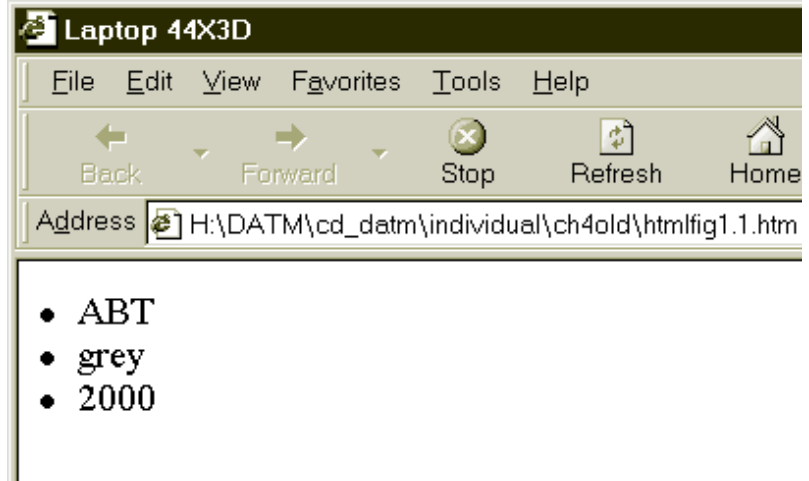 Laptop 44X3D
File Edit View Favorites Tools Help
Back Forward Stop Refresh Home
Address H:\DATM\cd_datm\individual\ch4old\htmlfig1.1.htm
• ABT
• grey
• 2000